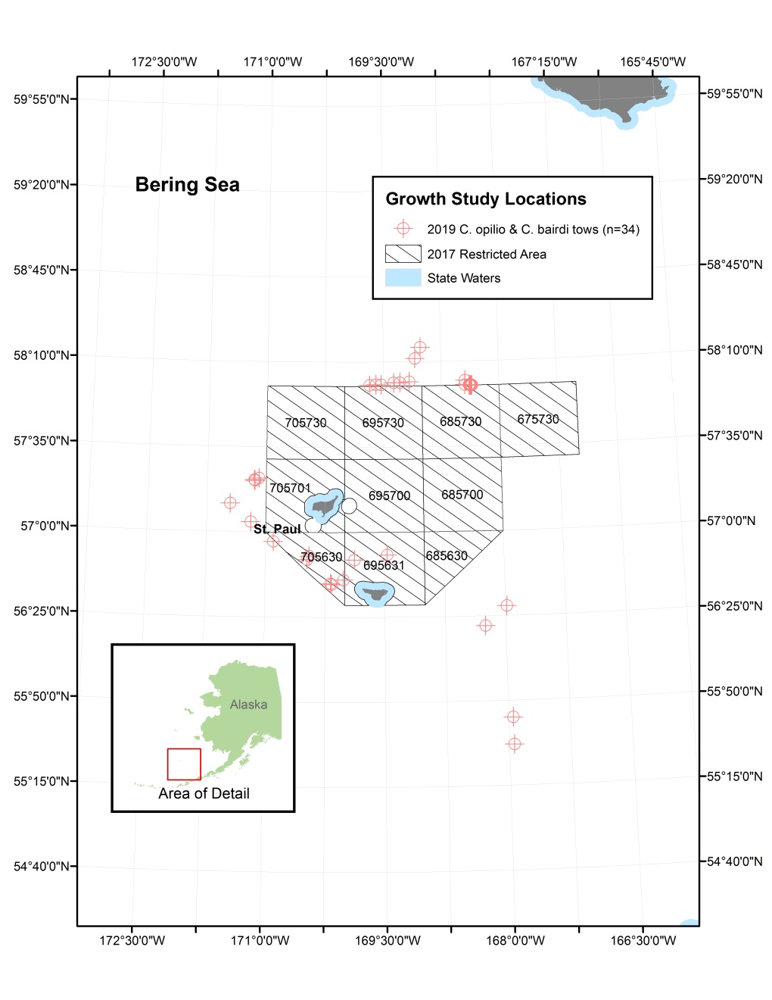 172°30'0"W 171°0'0"W 169°30'0"W 167°15'0"W 165°45'0"W
59°55'0"N 59°55'0"N
59°20'0"N 59°20'0"N
Bering Sea
Growth Study Locations
2019 C. opilio & C. bairdi tows (n=34)
2017 Restricted Area
State Waters
58°45'0"N 58°45'0"N
58°10'0"N 58°10'0"N
705730 695730 685730 675730
57°35'0"N 57°35'0"N
705701 695700 685700
57°0'0"N 57°0'0"N
St. Paul
705630 695631 685630
56°25'0"N 56°25'0"N
55°50'0"N 55°50'0"N
Alaska
55°15'0"N 55°15'0"N
Area of Detail
54°40'0"N 54°40'0"N
172°30'0"W 171°0'0"W 169°30'0"W 168°0'0"W 166°30'0"W